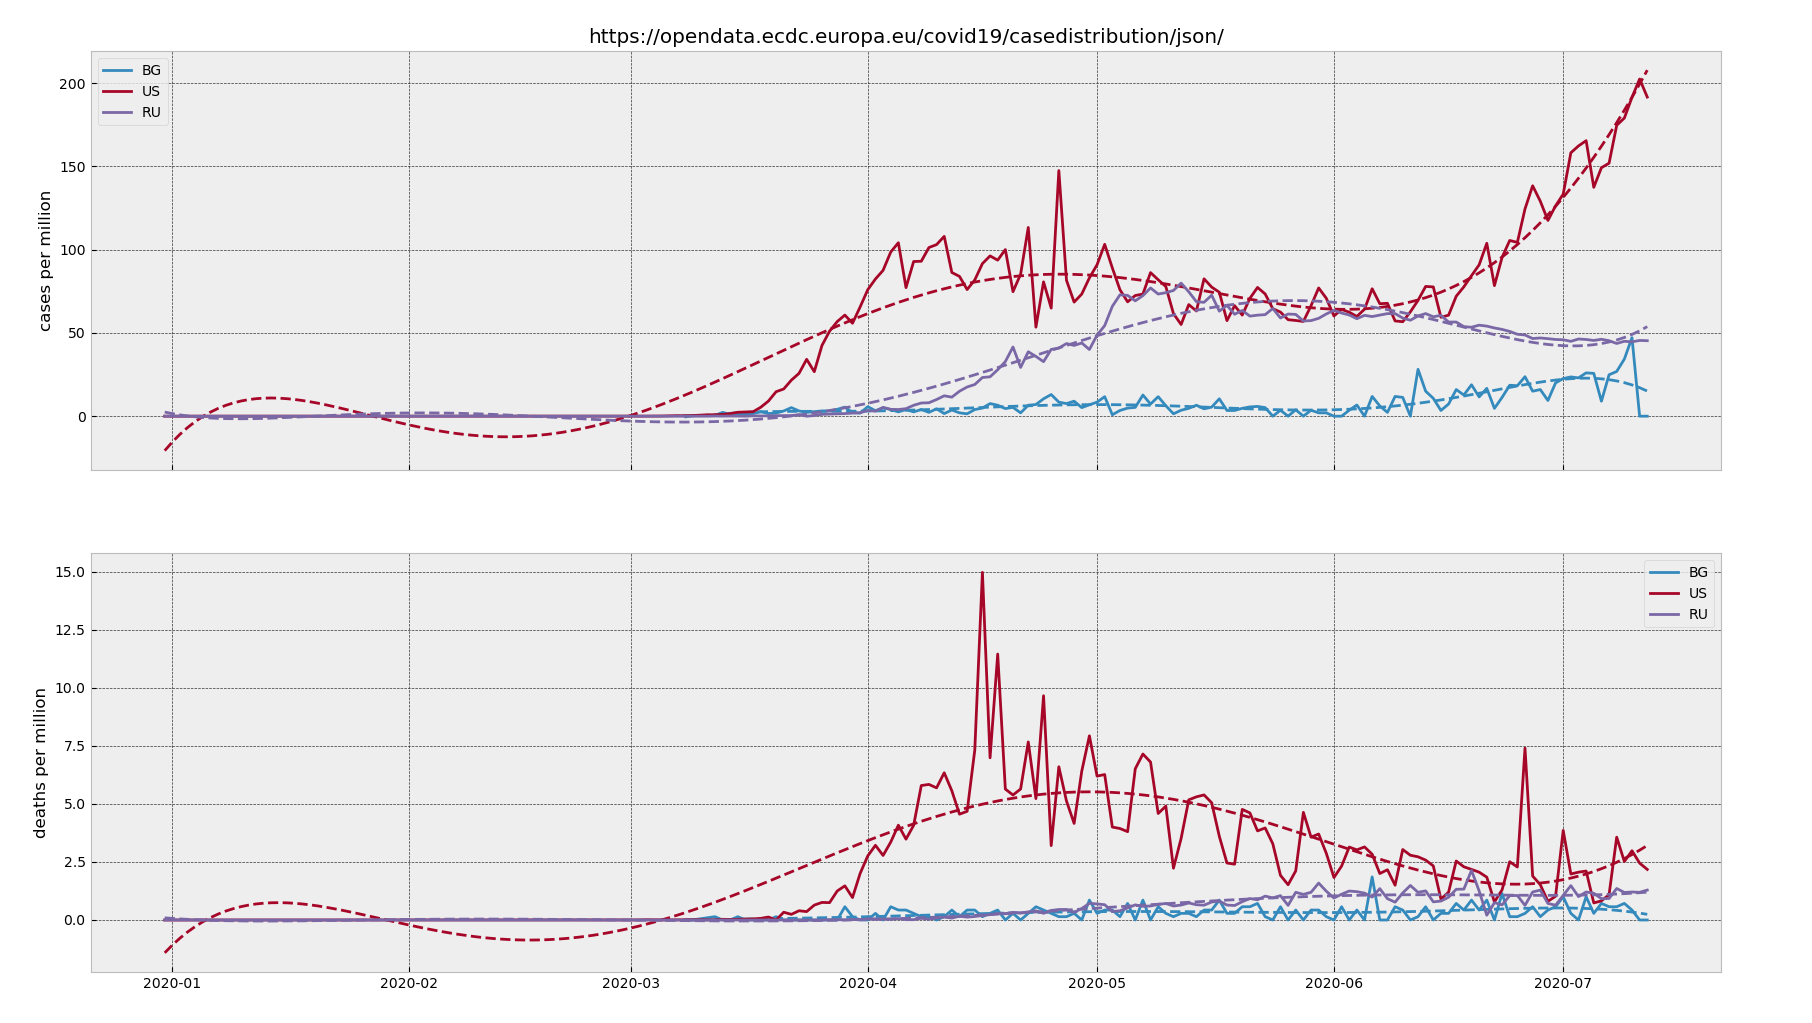 https://opendata.ecdc.europa.eu/covid19/casedistribution/json/
BG
US
RU
cases per million
200
150
100
50
0
BG
US
RU
deaths per million
15.0
12.5
10.0
7.5
5.0
2.5
0.0
2020-01 2020-02 2020-03 2020-04 2020-05 2020-06 2020-07